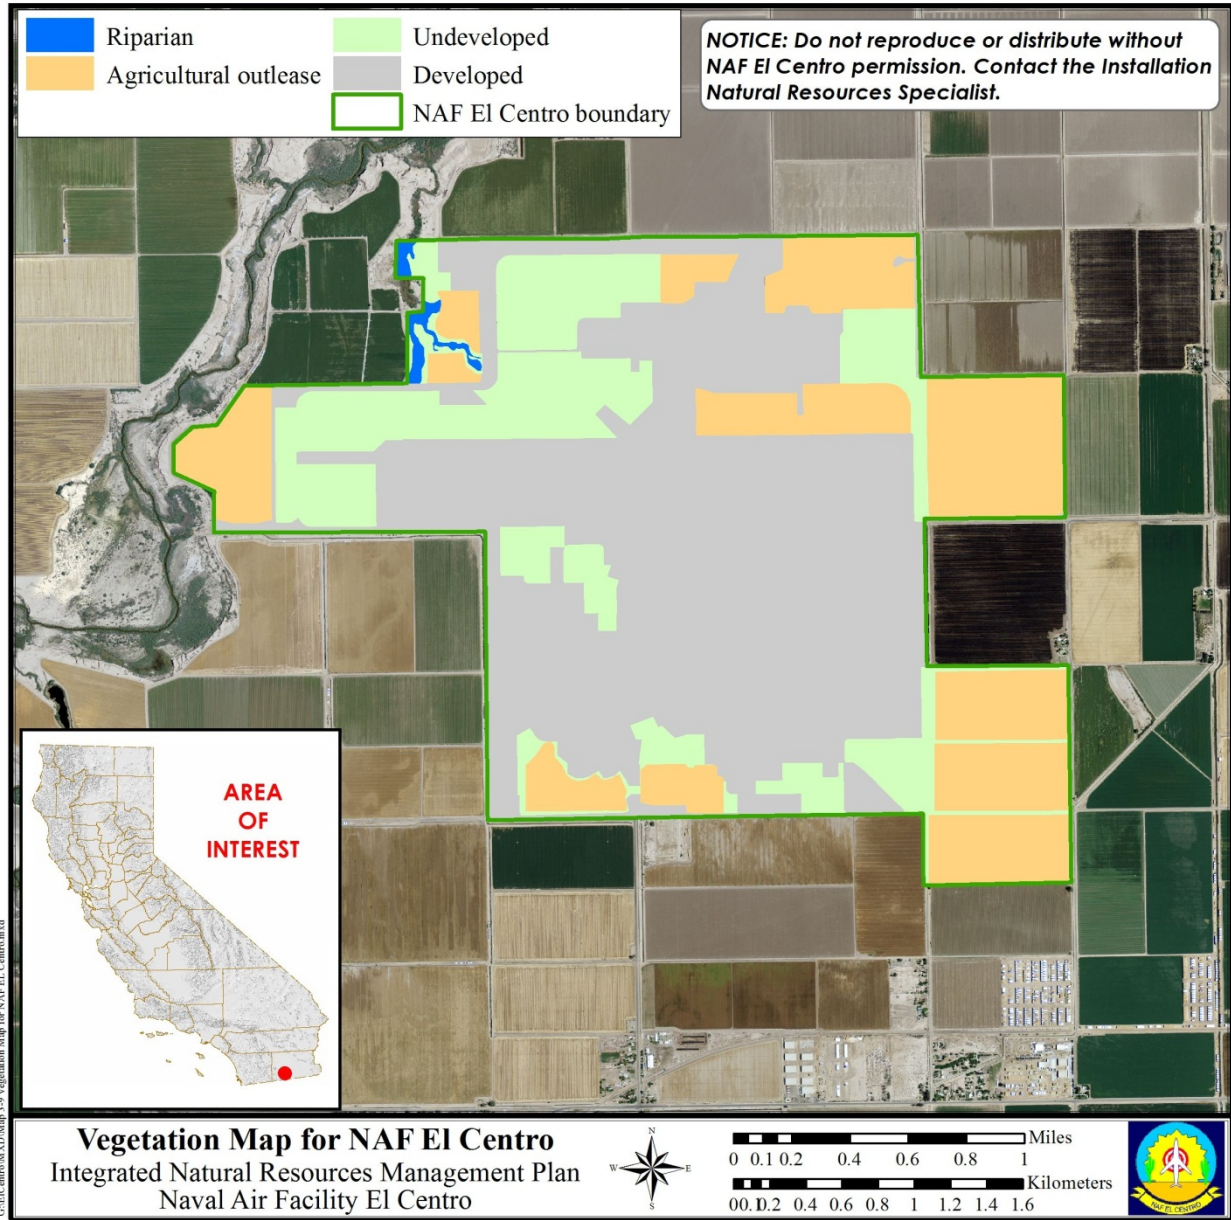 Riparian
Agricultural outlease
Undeveloped
Developed
NAF El Centro boundary
NOTICE: Do not reproduce or distribute without
NAF El Centro permission. Contact the Installation
Natural Resources Specialist.
AREA
OF
INTEREST
Vegetation Map for NAF El Centro
Integrated Natural Resources Management Plan
Naval Air Facility El Centro
N
W E
S
Miles
0 0.1 0.2 0.4 0.6 0.8 1
Kilometers
0 0.1 0.2 0.4 0.6 0.8 1 1.2 1.4 1.6
NAF EL CENTRO